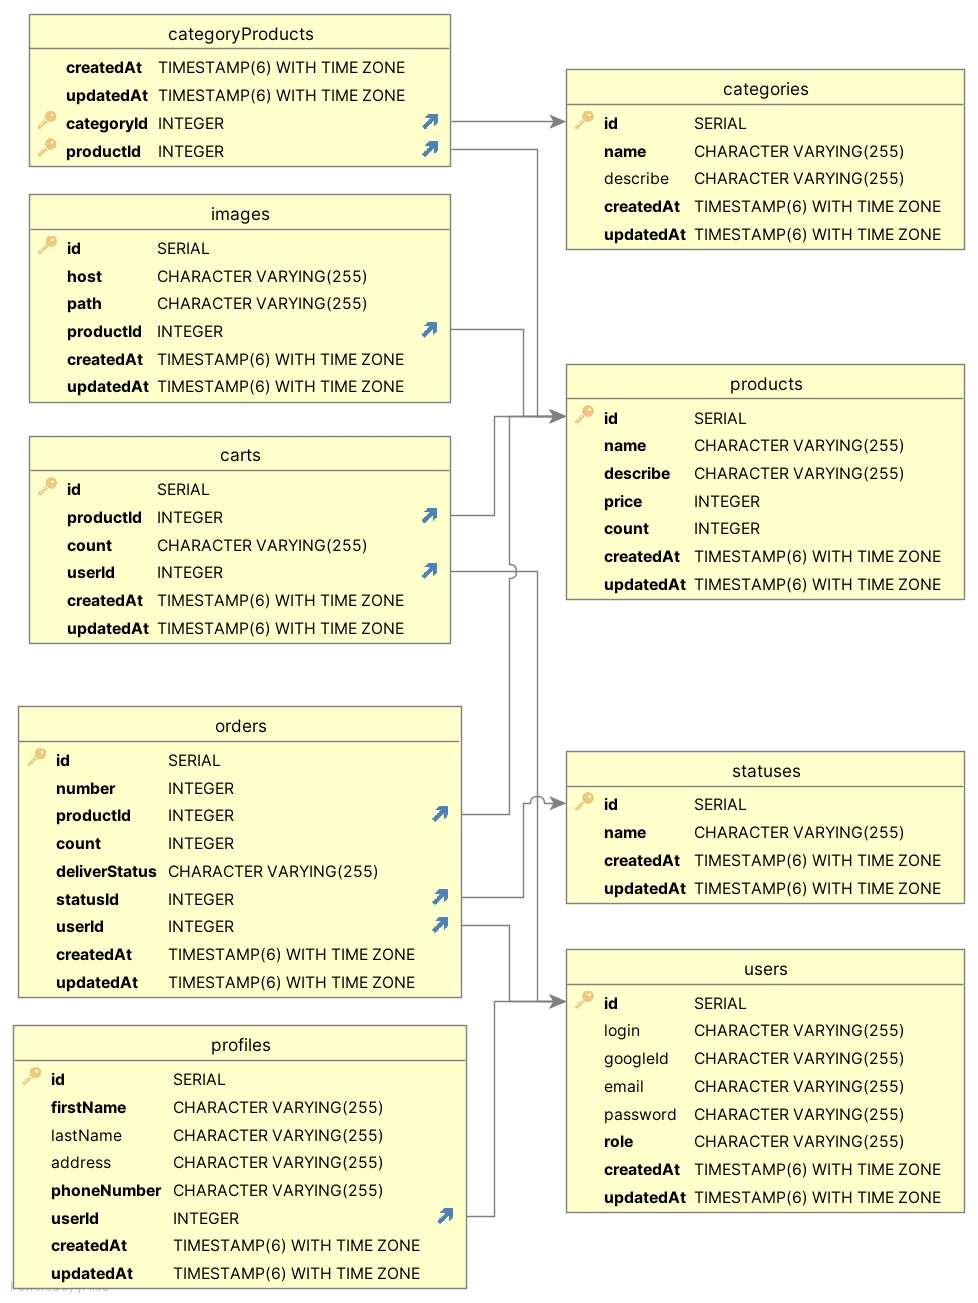 categoryProducts
createdAt TIMESTAMP(6) WITH TIME ZONE
updatedAt TIMESTAMP(6) WITH TIME ZONE
categoryId INTEGER
productId INTEGER
images
id SERIAL
host CHARACTER VARYING(255)
path CHARACTER VARYING(255)
productId INTEGER
createdAt TIMESTAMP(6) WITH TIME ZONE
updatedAt TIMESTAMP(6) WITH TIME ZONE
carts
id SERIAL
productId INTEGER
count CHARACTER VARYING(255)
userId INTEGER
createdAt TIMESTAMP(6) WITH TIME ZONE
updatedAt TIMESTAMP(6) WITH TIME ZONE
orders
id SERIAL
number INTEGER
productId INTEGER
count INTEGER
deliverStatus CHARACTER VARYING(255)
statusId INTEGER
userId INTEGER
createdAt TIMESTAMP(6) WITH TIME ZONE
updatedAt TIMESTAMP(6) WITH TIME ZONE
profiles
id SERIAL
firstName CHARACTER VARYING(255)
lastName CHARACTER VARYING(255)
address CHARACTER VARYING(255)
phoneNumber CHARACTER VARYING(255)
userId INTEGER
createdAt TIMESTAMP(6) WITH TIME ZONE
updatedAt TIMESTAMP(6) WITH TIME ZONE
categories
id SERIAL
name CHARACTER VARYING(255)
describe CHARACTER VARYING(255)
createdAt TIMESTAMP(6) WITH TIME ZONE
updatedAt TIMESTAMP(6) WITH TIME ZONE
products
id SERIAL
name CHARACTER VARYING(255)
describe CHARACTER VARYING(255)
price INTEGER
count INTEGER
createdAt TIMESTAMP(6) WITH TIME ZONE
updatedAt TIMESTAMP(6) WITH TIME ZONE
statuses
id SERIAL
name CHARACTER VARYING(255)
createdAt TIMESTAMP(6) WITH TIME ZONE
updatedAt TIMESTAMP(6) WITH TIME ZONE
users
id SERIAL
login CHARACTER VARYING(255)
googleId CHARACTER VARYING(255)
email CHARACTER VARYING(255)
password CHARACTER VARYING(255)
role CHARACTER VARYING(255)
createdAt TIMESTAMP(6) WITH TIME ZONE
updatedAt TIMESTAMP(6) WITH TIME ZONE